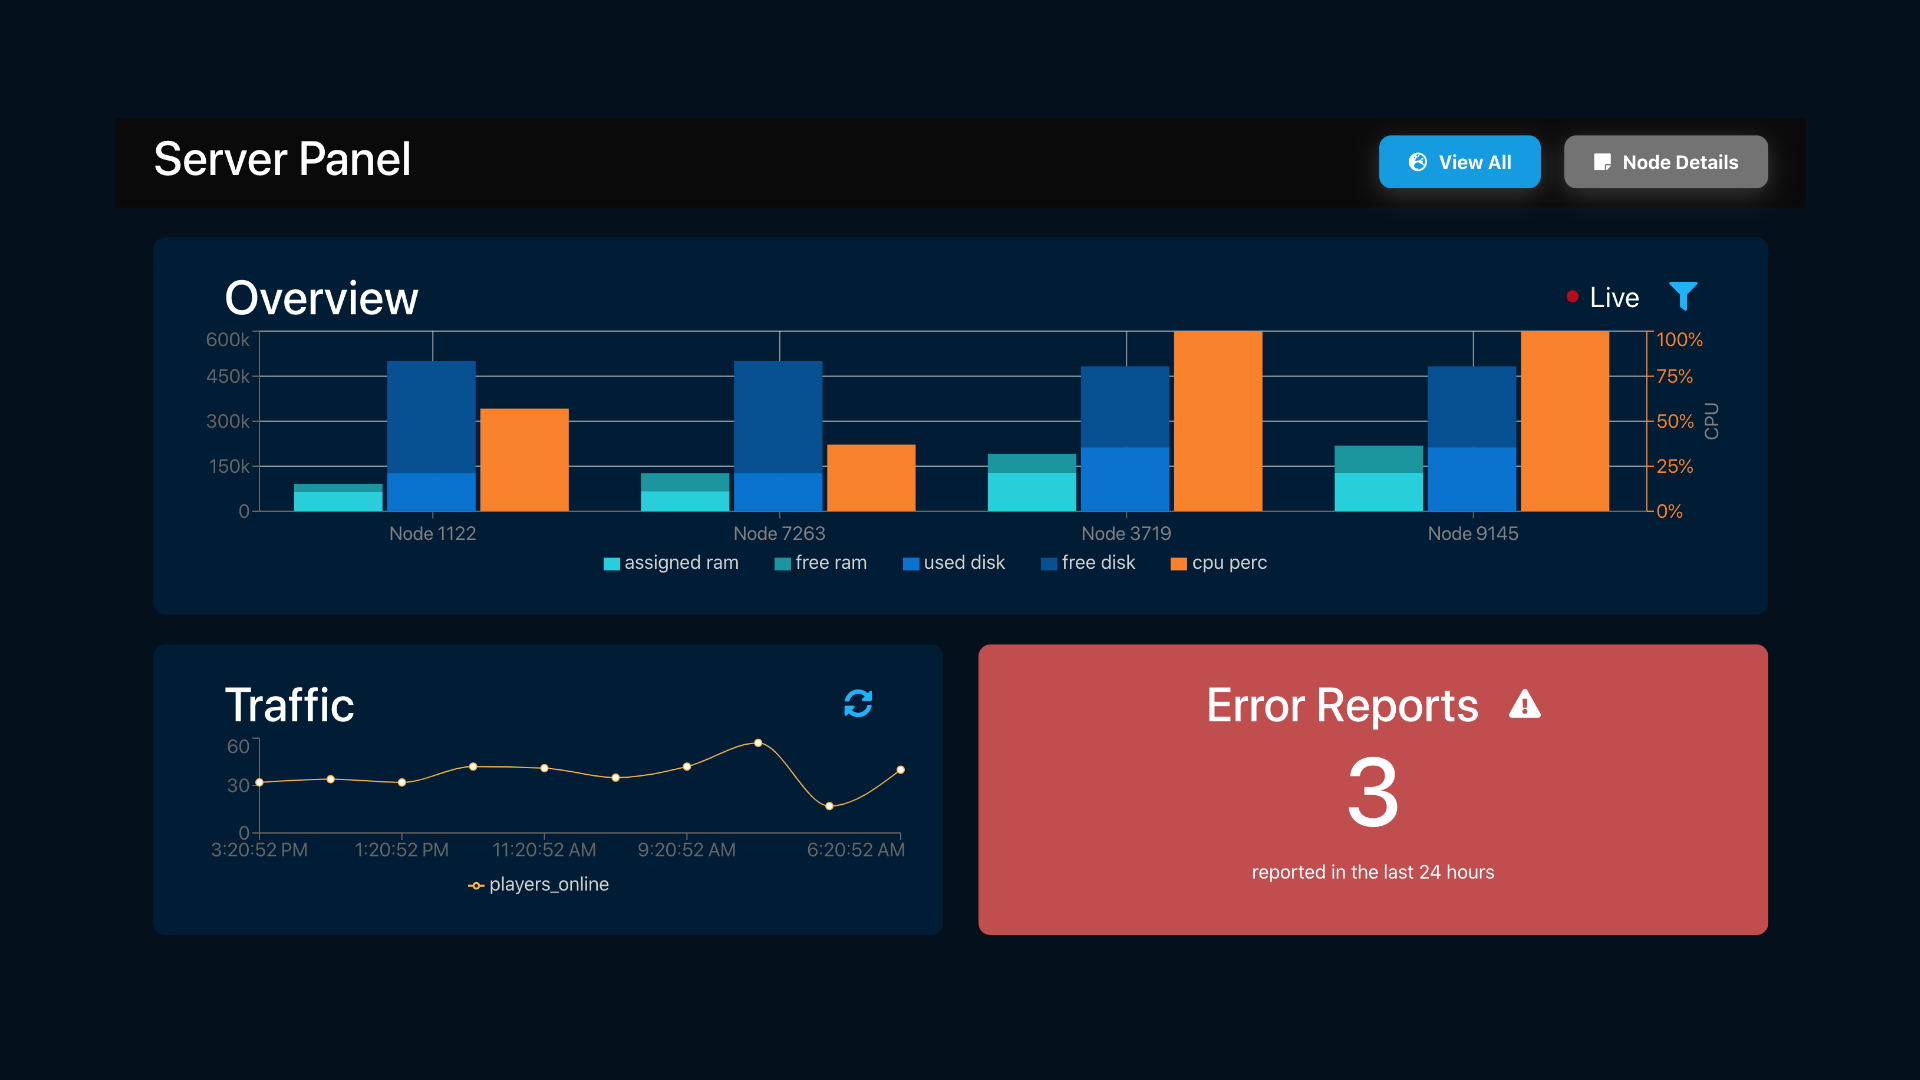 Server Panel
View All
Node Details
Overview
Live
600k
450k
300k
150k
0
100%
75%
50%
25%
0%
CPU
Node 1122
Node 7263
Node 3719
Node 9145
assigned ram
free ram
used disk
free disk
cpu perc
Traffic
60
30
0
3:20:52 PM
1:20:52 PM
11:20:52 AM
9:20:52 AM
6:20:52 AM
players_online
Error Reports
3
reported in the last 24 hours